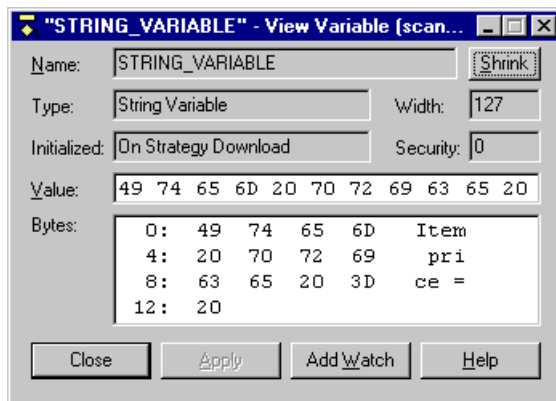 "STRING_VARIABLE" - View Variable (scan...
Name: STRING_VARIABLE Shrink
Type: String Variable Width: 127
Initialized: On Strategy Download Security: 0
Value: 49 74 65 6D 20 70 72 69 63 65 20
Bytes: 0: 49 74 65 6D Item
4: 20 70 72 69 pri
8: 63 65 20 3D ce =
12: 20
Close Apply Add Watch Help